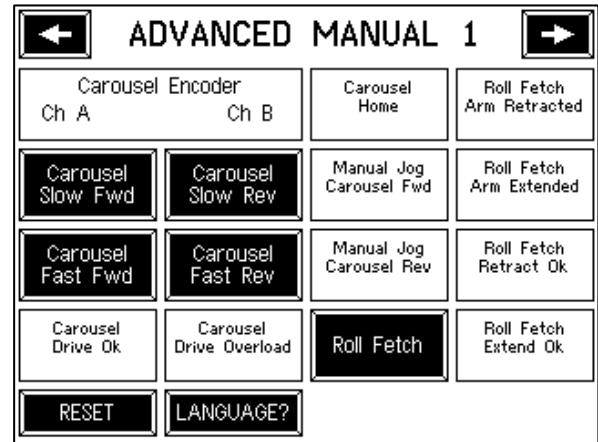 ADVANCED MANUAL 1
Carousel Encoder
Ch A Ch B
Carousel
Home
Roll Fetch
Arm Retracted
Carousel
Slow Fwd
Carousel
Slow Rev
Manual Jog
Carousel Fwd
Roll Fetch
Arm Extended
Carousel
Fast Fwd
Carousel
Fast Rev
Manual Jog
Carousel Rev
Roll Fetch
Retract Ok
Carousel
Drive Ok
Carousel
Drive Overload
Roll Fetch
Roll Fetch
Extend Ok
RESET
LANGUAGE?